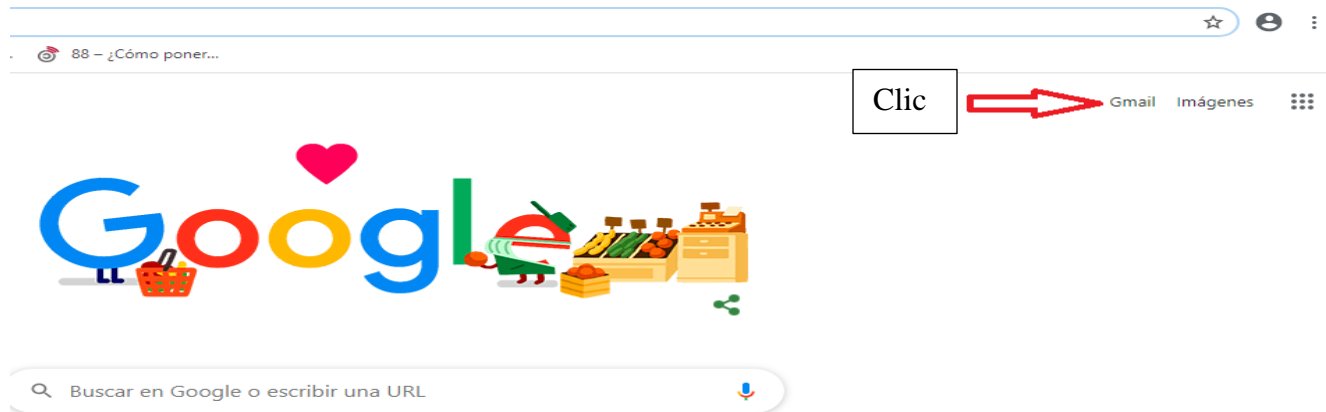 88 – ¿Cómo poner...
Clic
Gmail Imágenes
Google
Buscar en Google o escribir una URL